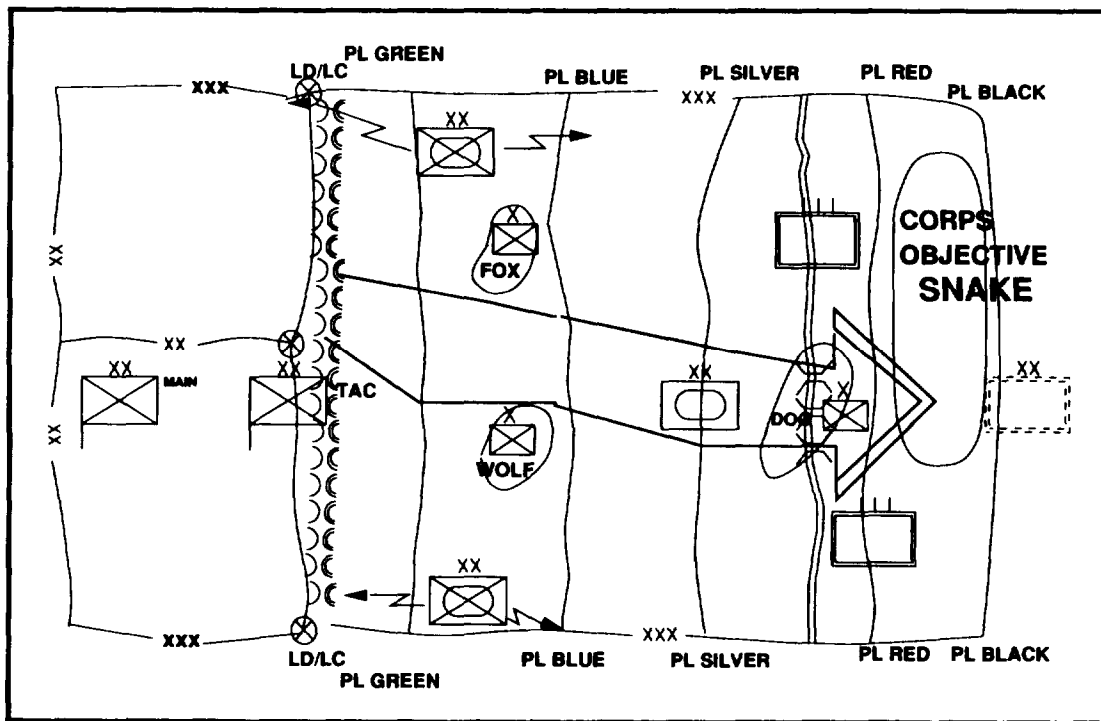 PL GREEN
LD/LC
PL BLUE
PL SILVER
PL RED
PL BLACK
XXX
XXX
XX
XX
X
FOX
CORPS
OBJECTIVE
SNAKE
XX
XX
XX
MAIN
TAC
XX
X
DOG
XX
XX
X
WOLF
XX
XXX
XXX
LD/LC
PL GREEN
PL BLUE
PL SILVER
PL RED
PL BLACK